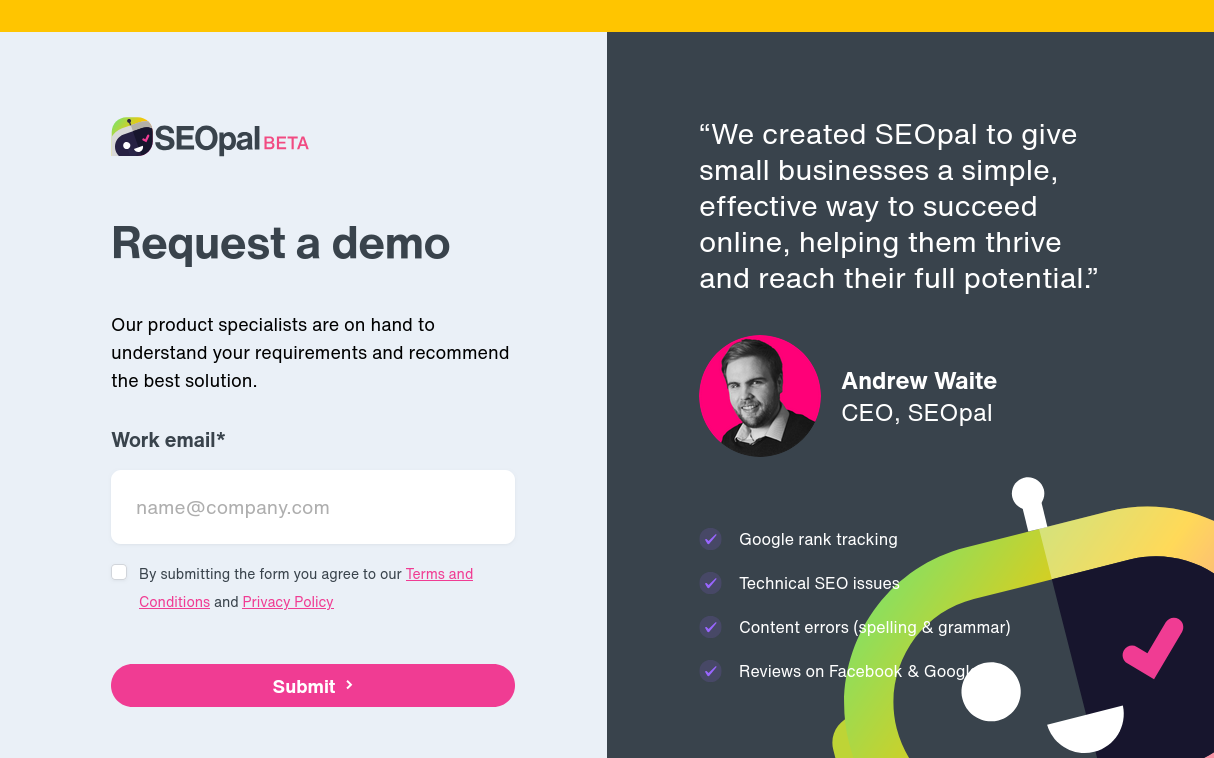 SEOpal BETA
Request a demo
Our product specialists are on hand to
understand your requirements and recommend
the best solution.
Work email*
name@company.com
By submitting the form you agree to our Terms and
Conditions and Privacy Policy
Submit
“We created SEOpal to give
small businesses a simple,
effective way to succeed
online, helping them thrive
and reach their full potential.”
Andrew Waite
CEO, SEOpal
Google rank tracking
Technical SEO issues
Content errors (spelling & grammar)
Reviews on Facebook & Google